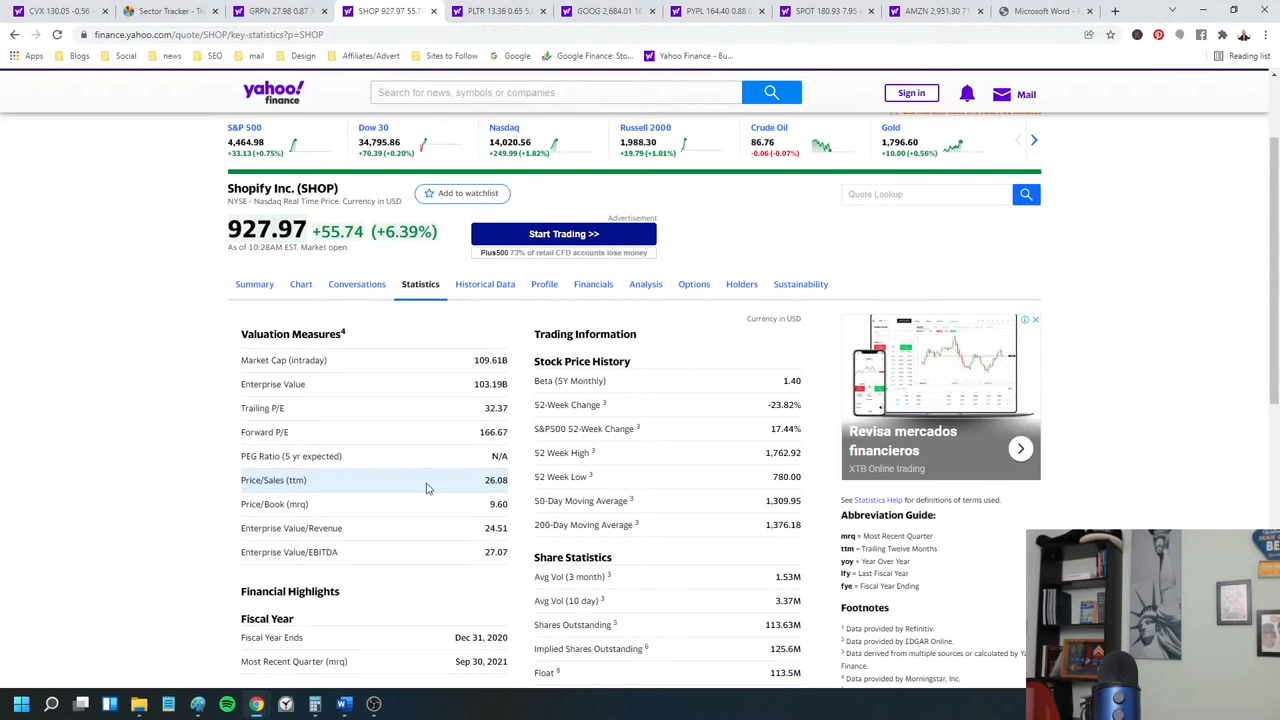 CVX 130.05 -0.56
Sector Tracker - Tra
GRPN 27.98 0.87
SHOP 927.97 55.74
PLTR 13.36 0.65 5.
GOOG 2,684.01 18
PYPL 164.40 0.88 0
SPOT 180.93 7.95 4
AMZN 2,951.30 71
Microsoft Word -
finance.yahoo.com/quote/SHOP/key-statistics?p=SHOP
Apps
Blogs
Social
news
SEO
mail
Design
Affiliates/Advert
Sites to Follow
Google
Google Finance: Sto...
Yahoo Finance - Bu...
Reading list
yahoo!
finance
Search for news, symbols or companies
Sign in
Mail
S&P 500
4,464.98
+33.13 (+0.75%)
Dow 30
34,795.86
+70.39 (+0.20%)
Nasdaq
14,020.56
+249.99 (+1.82%)
Russell 2000
1,988.30
+19.79 (+1.01%)
Crude Oil
86.76
-0.06 (-0.07%)
Gold
1,796.60
+10.00 (+0.56%)
Shopify Inc. (SHOP)
NYSE - Nasdaq Real Time Price. Currency in USD
Add to watchlist
Quote Lookup
927.97 +55.74 (+6.39%)
As of 10:28AM EST. Market open.
Advertisement
Start Trading >>
Plus500 73% of retail CFD accounts lose money
Summary
Chart
Conversations
Statistics
Historical Data
Profile
Financials
Analysis
Options
Holders
Sustainability
Currency in USD
Valuation Measures4
Market Cap (intraday) 109.61B
Enterprise Value 103.19B
Trailing P/E 32.37
Forward P/E 166.67
PEG Ratio (5 yr expected) N/A
Price/Sales (ttm) 26.08
Price/Book (mrq) 9.60
Enterprise Value/Revenue 24.51
Enterprise Value/EBITDA 27.07
Financial Highlights
Fiscal Year
Fiscal Year Ends Dec 31, 2020
Most Recent Quarter (mrq) Sep 30, 2021
Trading Information
Stock Price History
Beta (5Y Monthly) 1.40
52-Week Change 3 -23.82%
S&P500 52-Week Change 3 17.44%
52 Week High 3 1,762.92
52 Week Low 3 780.00
50-Day Moving Average 3 1,309.95
200-Day Moving Average 3 1,376.18
Share Statistics
Avg Vol (3 month) 3 1.53M
Avg Vol (10 day) 3 3.37M
Shares Outstanding 5 113.63M
Implied Shares Outstanding 6 125.6M
Float 8 113.5M
Revisa mercados
financieros
XTB Online trading
See Statistics Help for definitions of terms used.
Abbreviation Guide:
mrq = Most Recent Quarter
ttm = Trailing Twelve Months
yoy = Year Over Year
lfy = Last Fiscal Year
fye = Fiscal Year Ending
Footnotes
1 Data provided by Refinitiv.
2 Data provided by EDGAR Online.
3 Data derived from multiple sources or calculated by Ya
Finance.
4 Data provided by Morningstar, Inc.